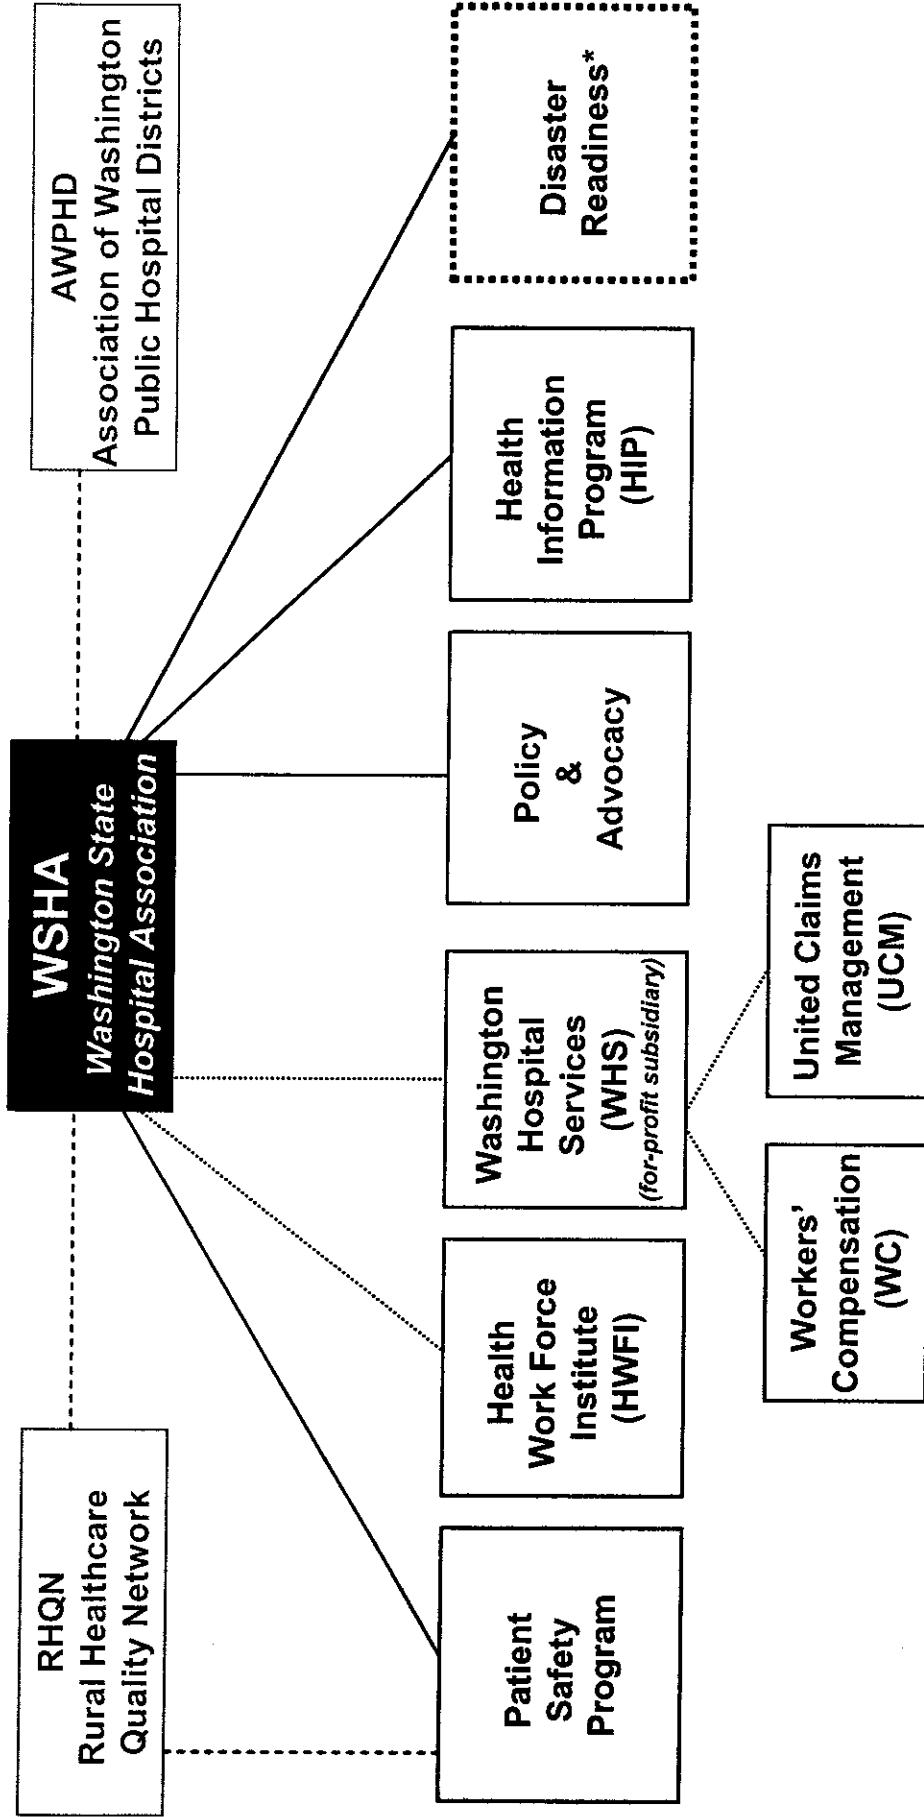 WSHA
Washington State
Hospital Association
RHQN
Rural Healthcare
Quality Network
AWPHD
Association of Washington
Public Hospital Districts
Patient
Safety
Program
Health
Work Force
Institute
(HWFI)
Washington
Hospital
Services
(WHS)
(for-profit subsidiary)
Policy
&
Advocacy
Health
Information
Program
(HIP)
Disaster
Readiness*
Workers'
Compensation
(WC)
United Claims
Management
(UCM)